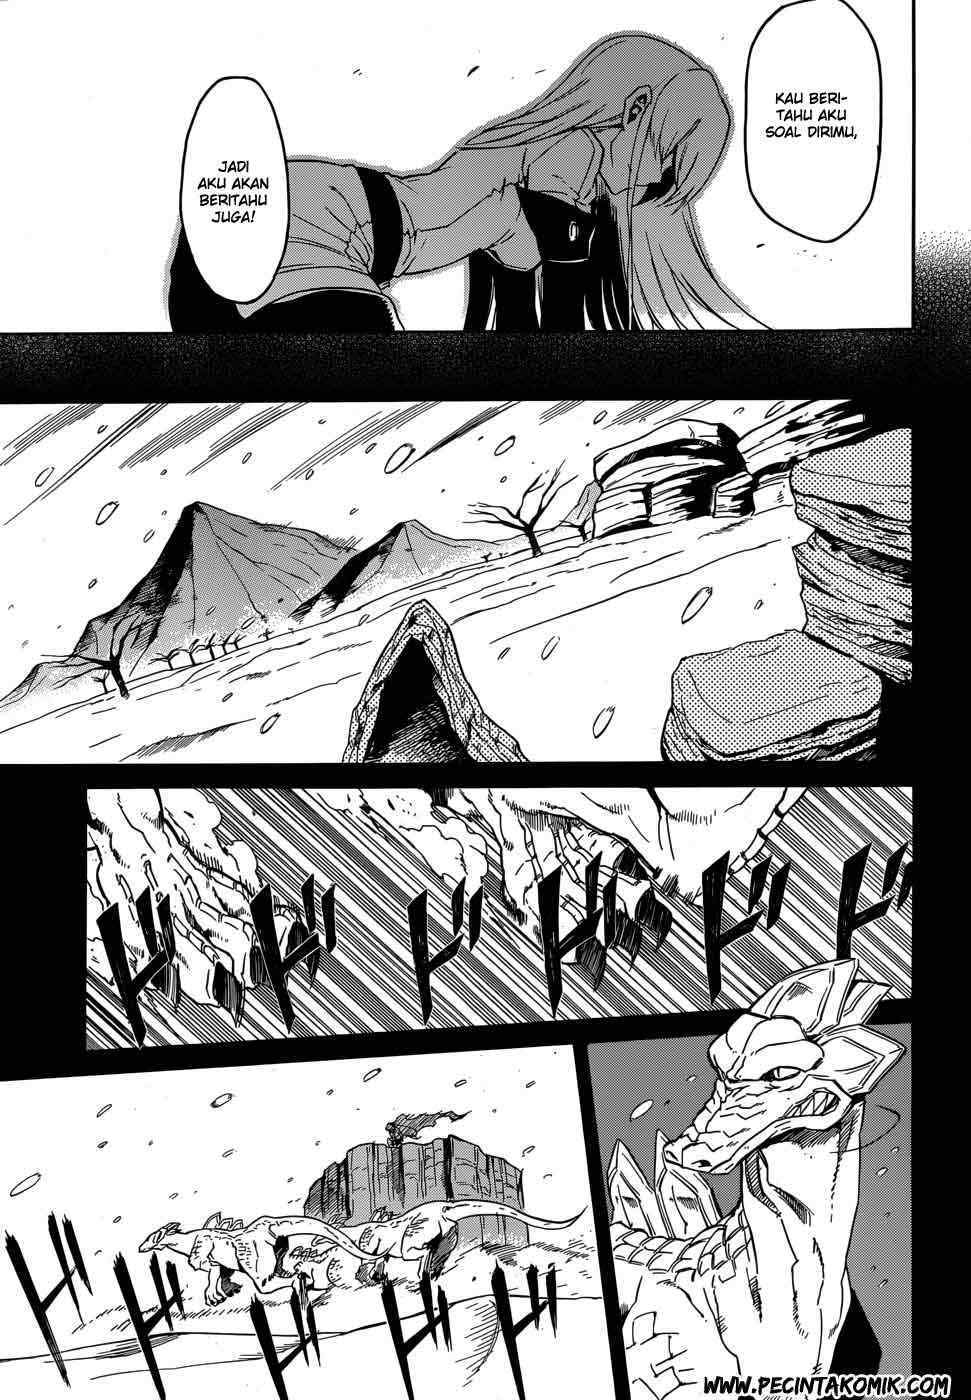 KAU BERI-
TAHU AKU
SOAL DIRIMU,
JADI
AKU AKAN
BERITAHU
JUGA!
ドド ドド ドド
ドド ドド ドド
WWW.PECINTAKOMIK.COM